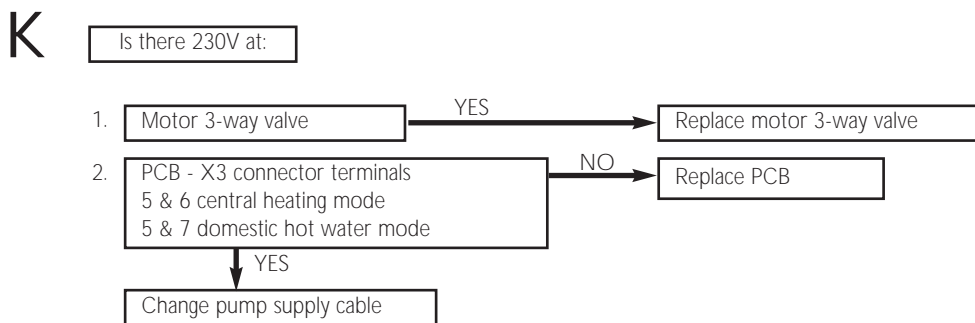 K
Is there 230V at:
YES
1. Motor 3-way valve
Replace motor 3-way valve
2. PCB - X3 connector terminals
5 & 6 central heating mode
5 & 7 domestic hot water mode
NO
Replace PCB
YES
Change pump supply cable